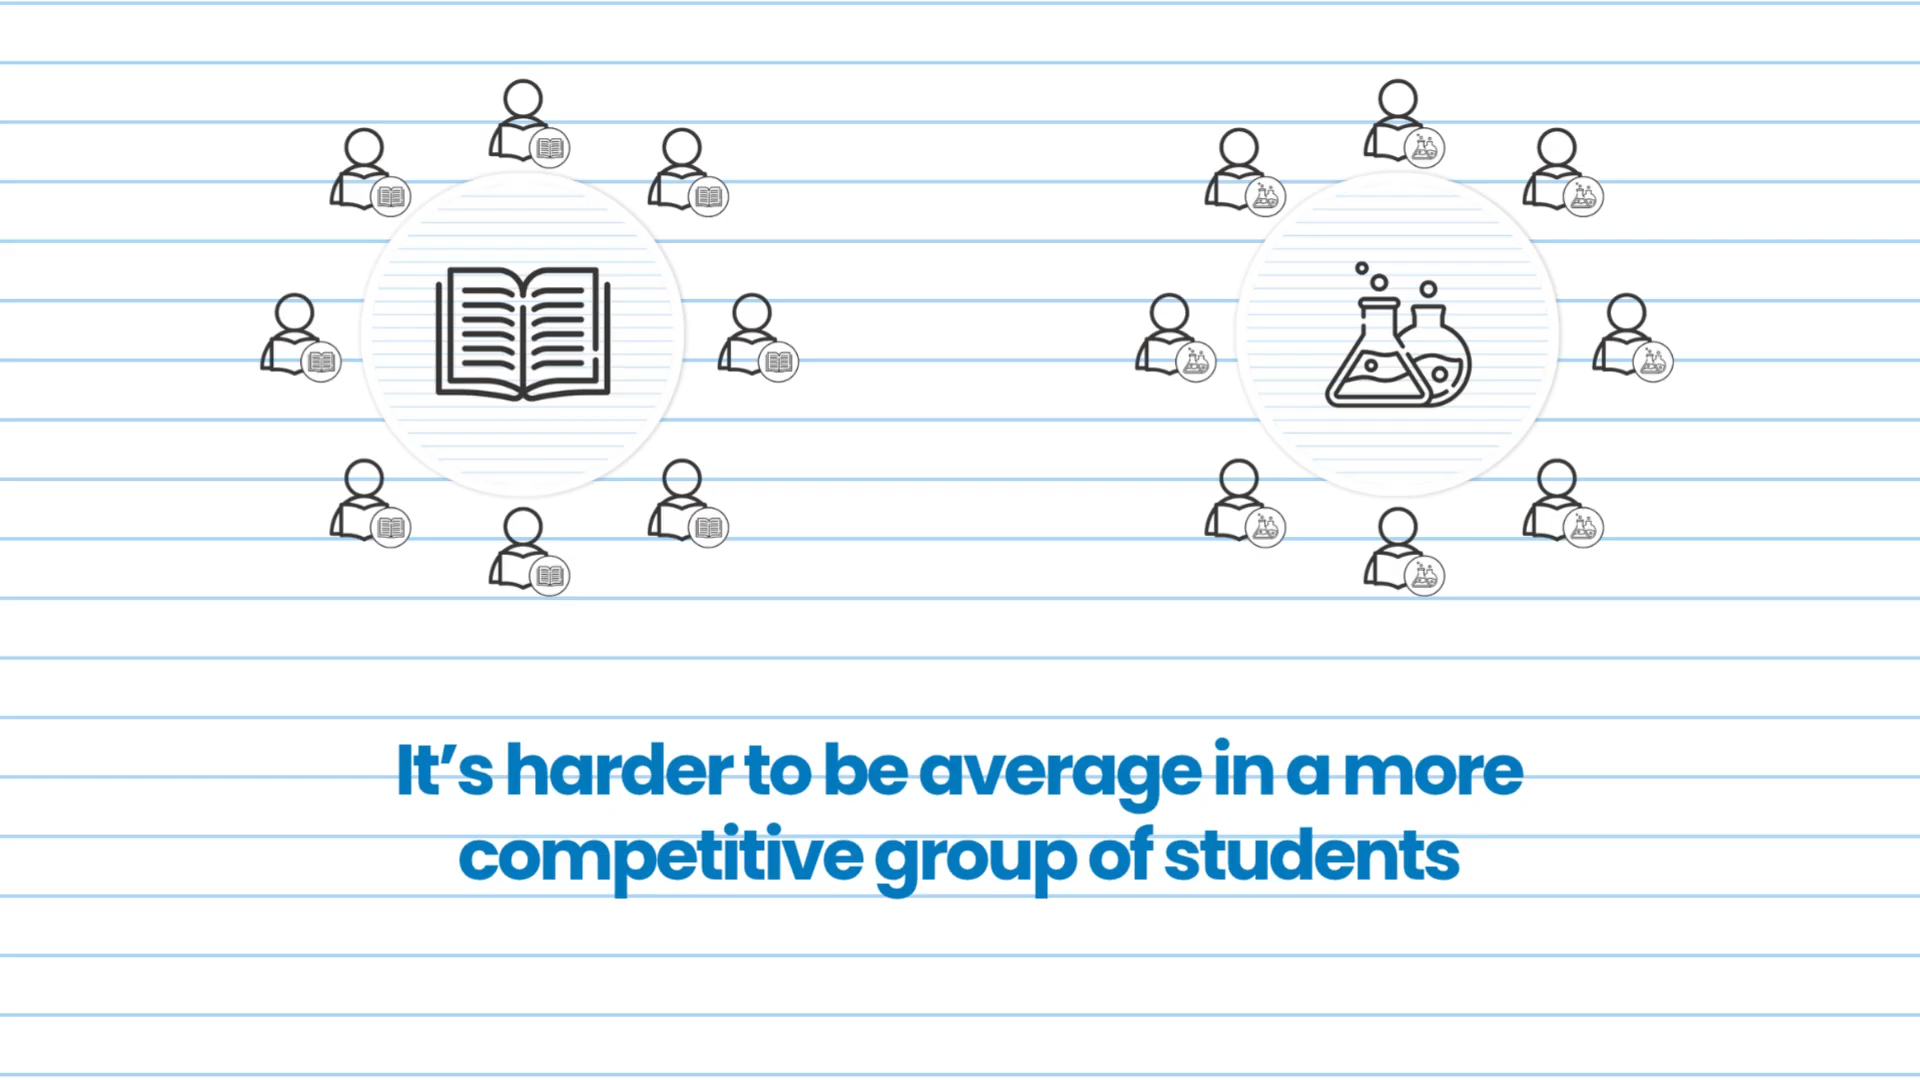 It’s harder to be average in a more
competitive group of students